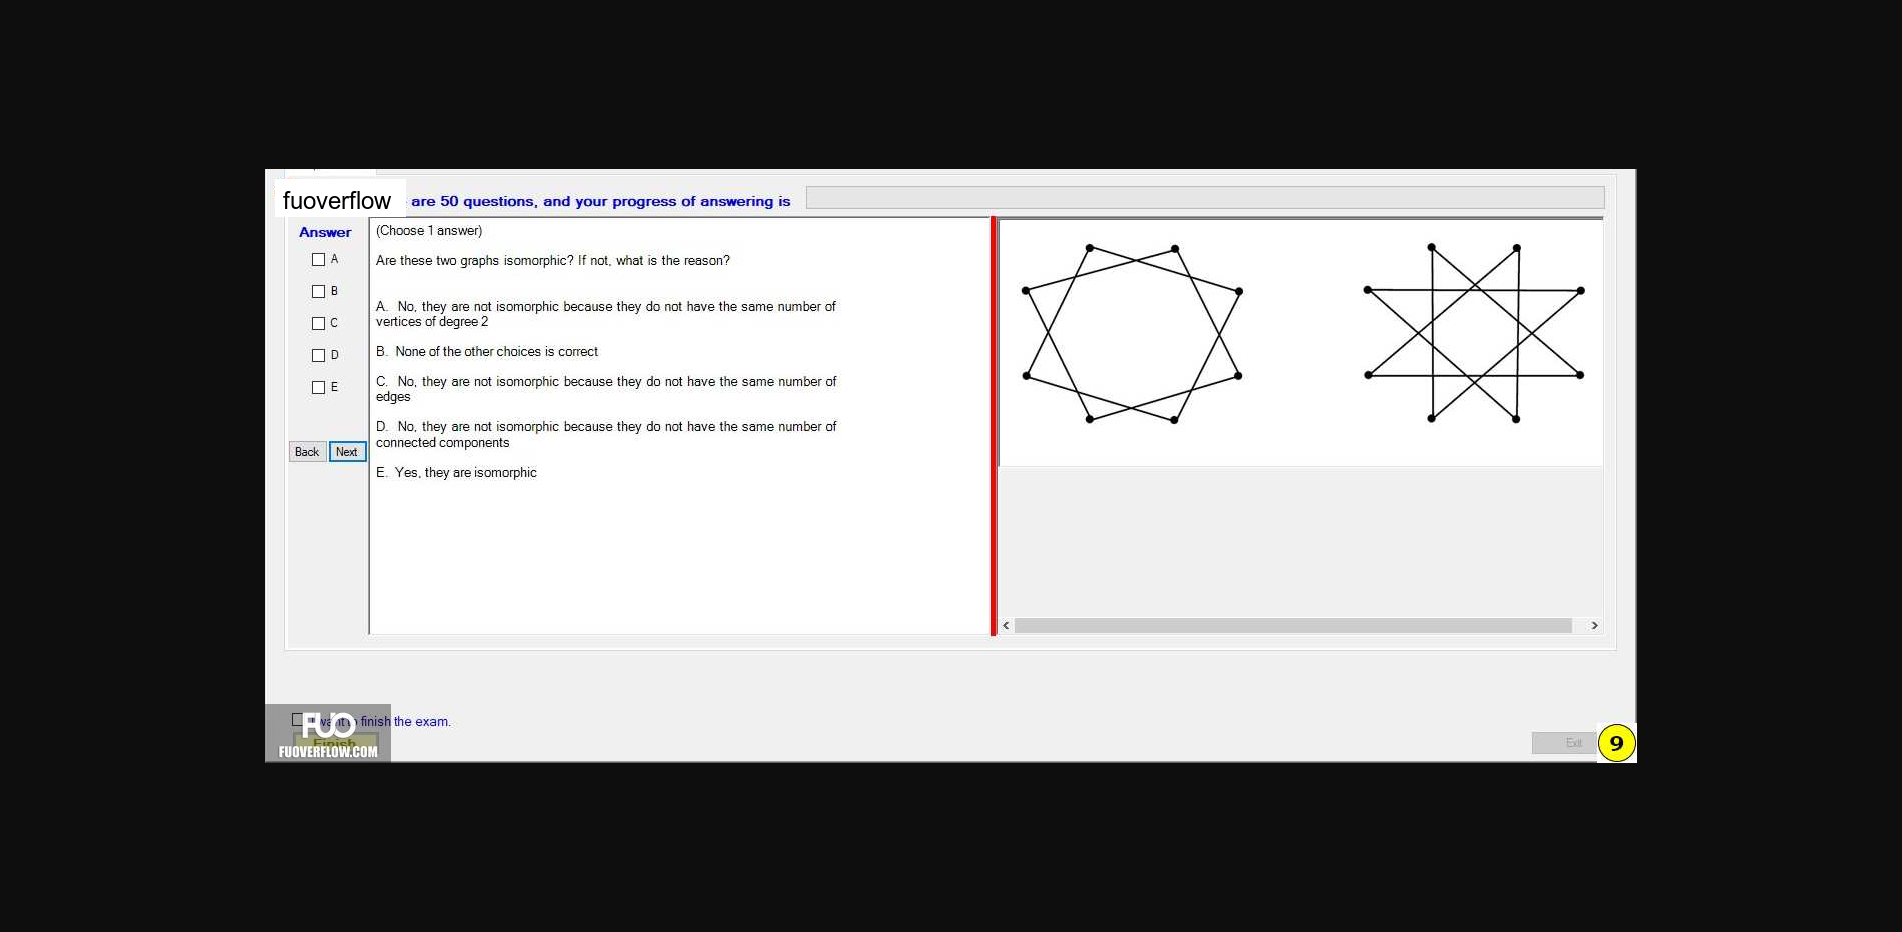 fuoverflow are 50 questions, and your progress of answering is
Answer
A
B
C
D
E
Back Next
(Choose 1 answer)
Are these two graphs isomorphic? If not, what is the reason?
A. No, they are not isomorphic because they do not have the same number of
vertices of degree 2
B. None of the other choices is correct
C. No, they are not isomorphic because they do not have the same number of
edges
D. No, they are not isomorphic because they do not have the same number of
connected components
E. Yes, they are isomorphic
I want to finish the exam.
Finish
FUO
FUOVERFLOW.COM
Exit
9